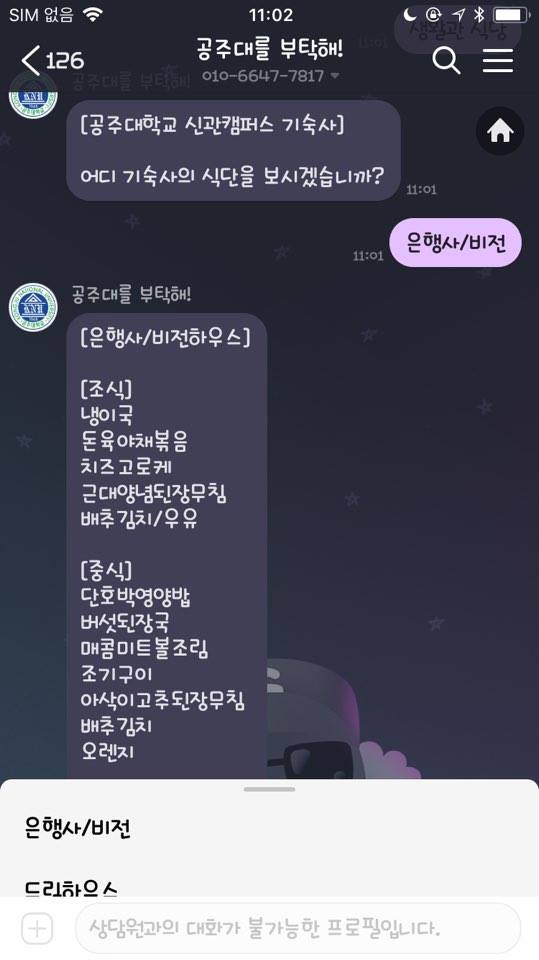 SIM 없음 11:02
생활관 식당
11:01
126 공주대를 부탁해!
010-6647-7817
공주대를 부탁해!
[공주대학교 신관캠퍼스 기숙사]
어디 기숙사의 식단을 보시겠습니까?
11:01
은행사/비전
11:01
공주대를 부탁해!
[은행사/비전하우스]
[조식]
냉이국
돈육야채볶음
치즈고로케
근대양념된장무침
배추김치/우유
[중식]
단호박영양밥
버섯된장국
매콤미트볼조림
조기구이
아삭이고추된장무침
배추김치
오렌지
은행사/비전
드림하우스
상담원과의 대화가 불가능한 프로필입니다.